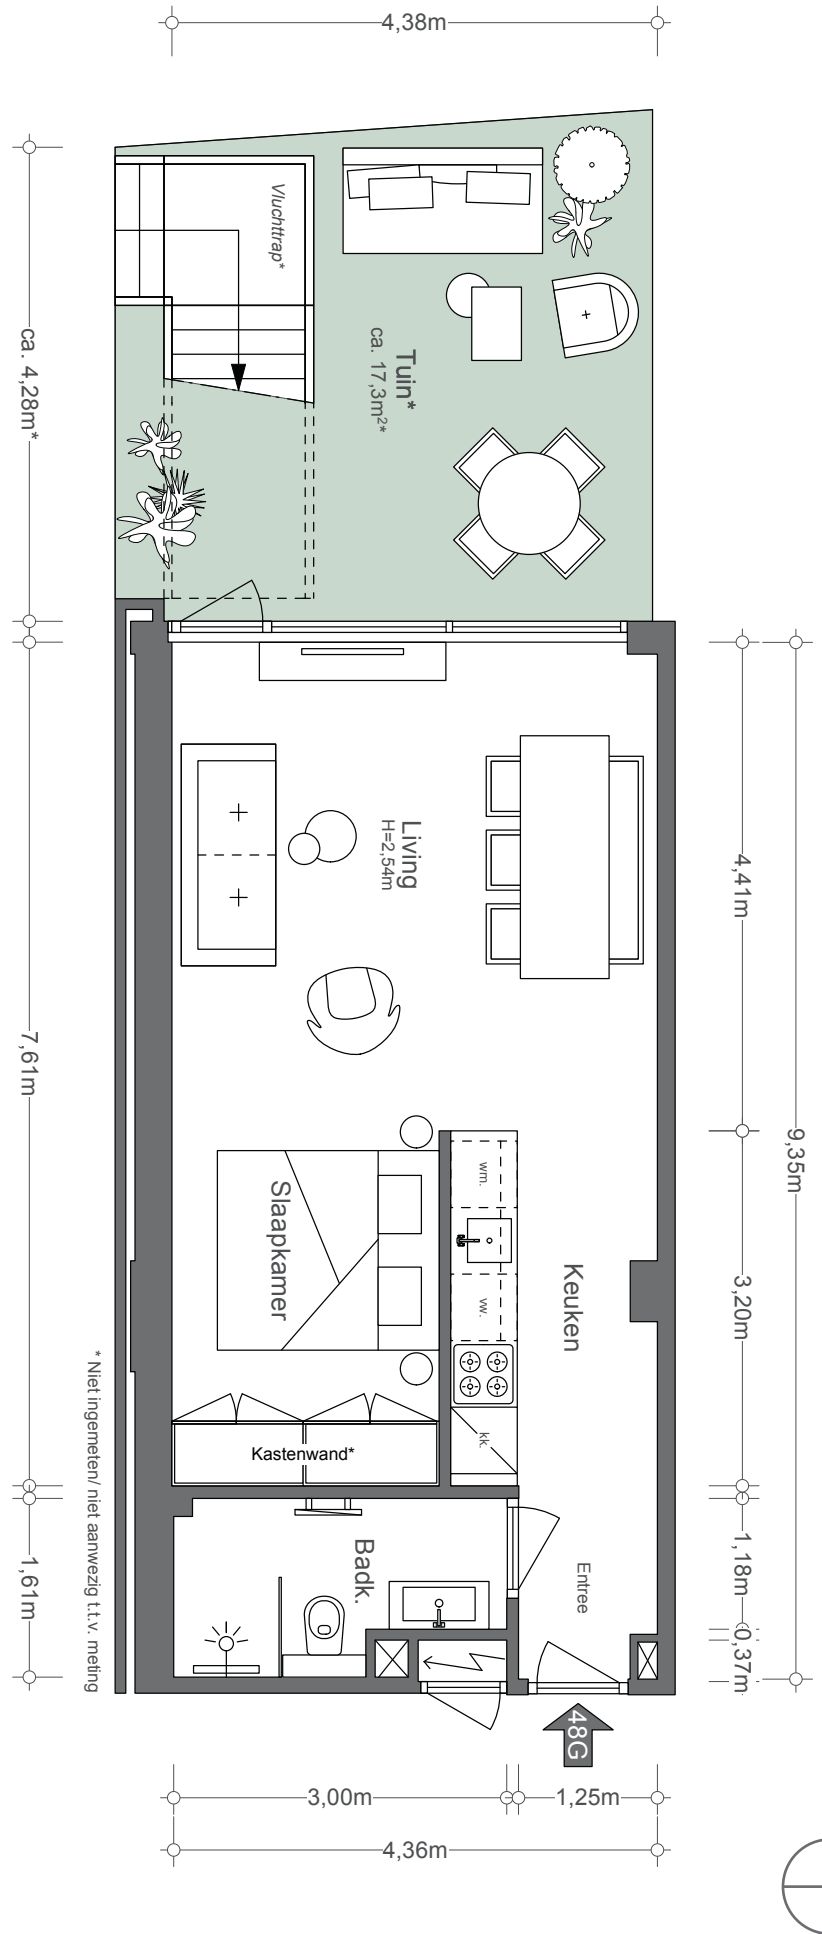 4,38m
Vluchttrap*
Tuin*
ca. 17,3m²*
ca. 4,28m*
Living
H=2,54m
4,41m
7,61m
9,35m
wm.
Slaapkamer
vw.
Keuken
3,20m
kk.
Kastenwand*
* Niet ingemeten/ niet aanwezig t.t.v. meting
Badk.
Entree
1,61m
1,18m
0,37m
48G
3,00m
1,25m
4,36m